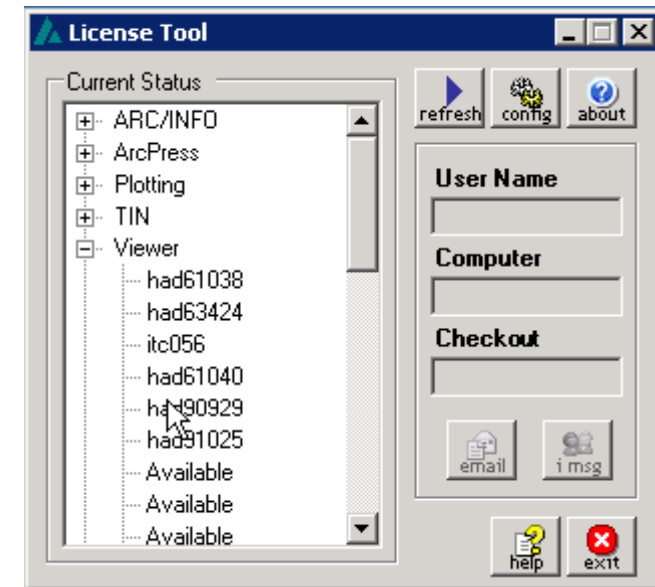 License Tool
Current Status
ARC/INFO
ArcPress
Plotting
TIN
Viewer
had61038
had63424
itc056
had61040
had90929
had91025
Available
Available
Available
refresh
config
about
User Name
Computer
Checkout
email
i msg
help
exit